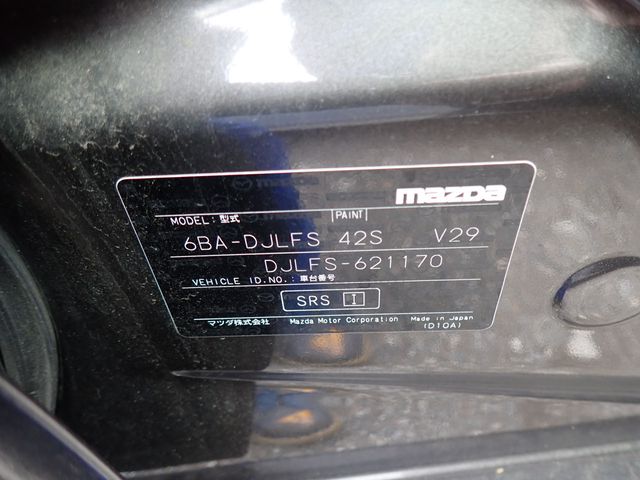 mazda
MODEL: 型式 PAINT
6BA-DJLFS 42S V29
DJLFS-621170
VEHICLE ID.NO.: 車台番号
SRS I
マツダ株式会社 Mazda Motor Corporation Made in Japan
(D10A)